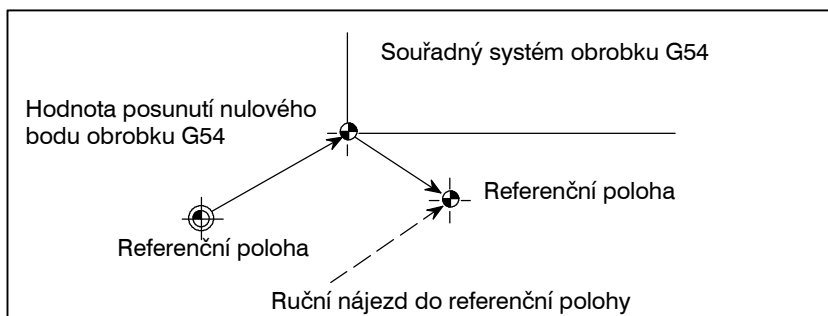 Souřadný systém obrobku G54
Hodnota posunutí nulového
bodu obrobku G54
Referenční poloha
Referenční poloha
Ruční nájezd do referenční polohy